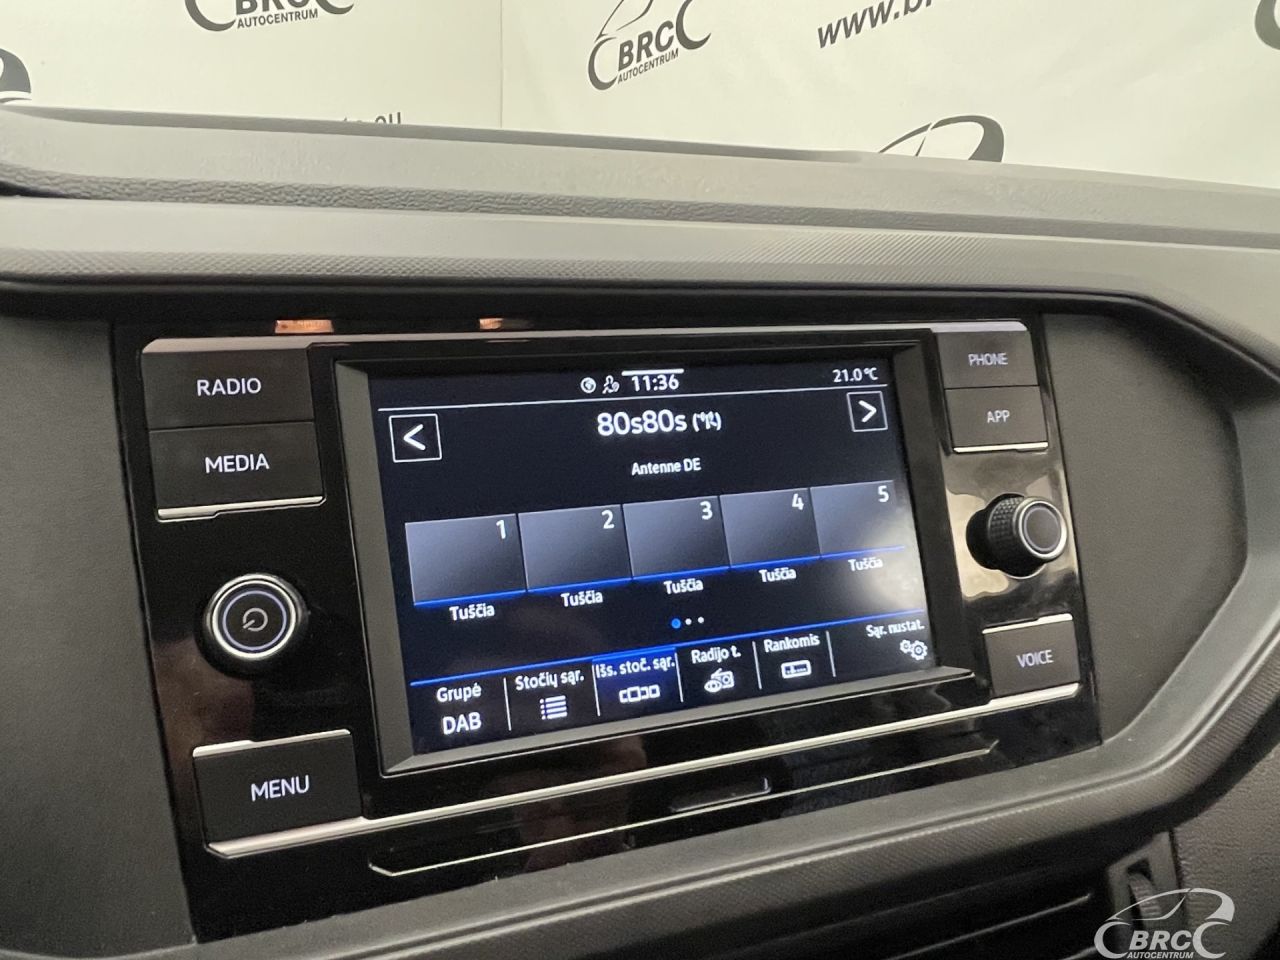 BRC
AUTOCENTRUM
BRC
AUTOCENTRUM
www.b
RADIO
MEDIA
MENU
11:36
21.0°C
<
80s80s
>
Antenne DE
1
2
3
4
5
Tuščia
Tuščia
Tuščia
Tuščia
Tuščia
Grupė
DAB
Stočių sąr.
Išs. stoč. sąr.
Radijo t.
Rankomis
Sąr. nustat.
PHONE
APP
VOICE
BRC
AUTOCENTRUM